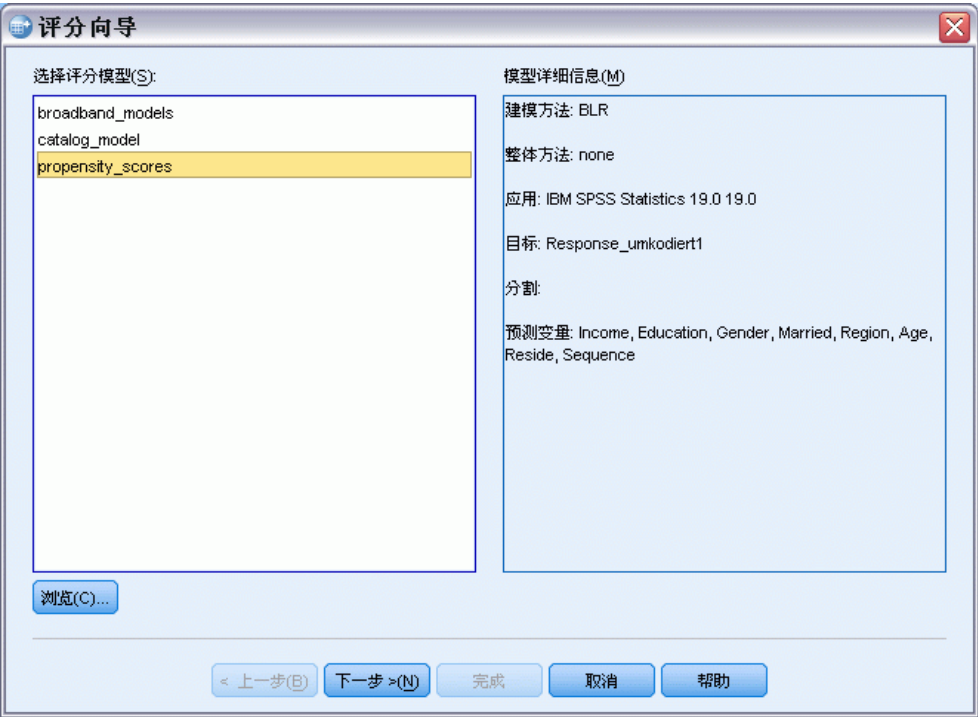 评分向导
选择评分模型(S):
broadband_models
catalog_model
propensity_scores
浏览(C)...
模型详细信息(M)
建模方法: BLR
整体方法: none
应用: IBM SPSS Statistics 19.0 19.0
目标: Response_umkodiert1
分割:
预测变量: Income, Education, Gender, Married, Region, Age,
Reside, Sequence
< 上一步(B)
下一步 >(N)
完成
取消
帮助